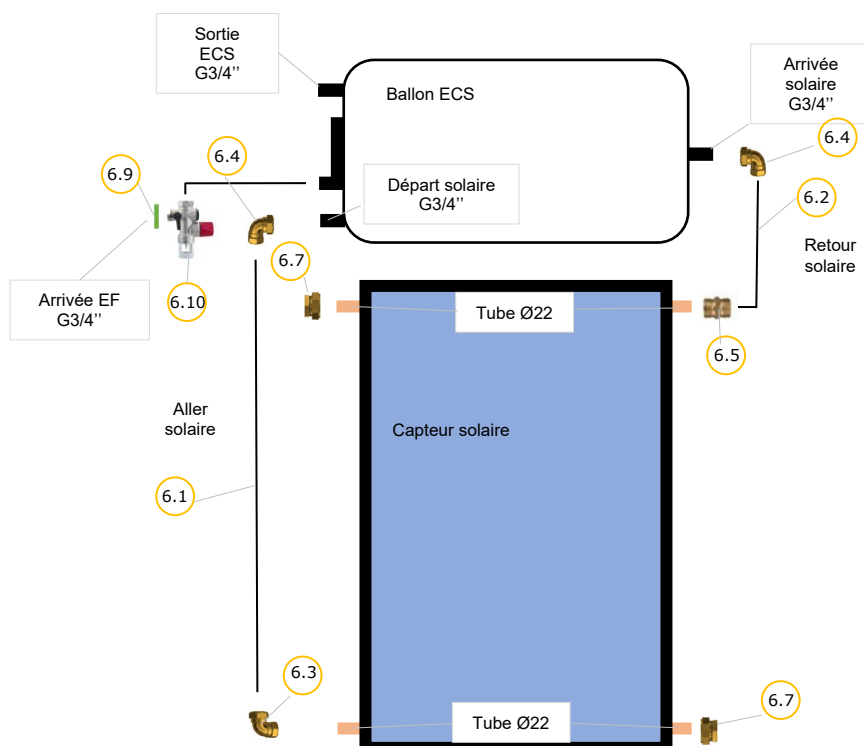 Sortie
ECS
G3/4''
Ballon ECS
Arrivée
solaire
G3/4''
6.4
6.4
6.9
Départ solaire
G3/4''
6.2
Retour
solaire
6.7
Arrivée EF
G3/4''
6.10
Tube Ø22
6.5
Aller
solaire
Capteur solaire
6.1
6.3
6.7
Tube Ø22